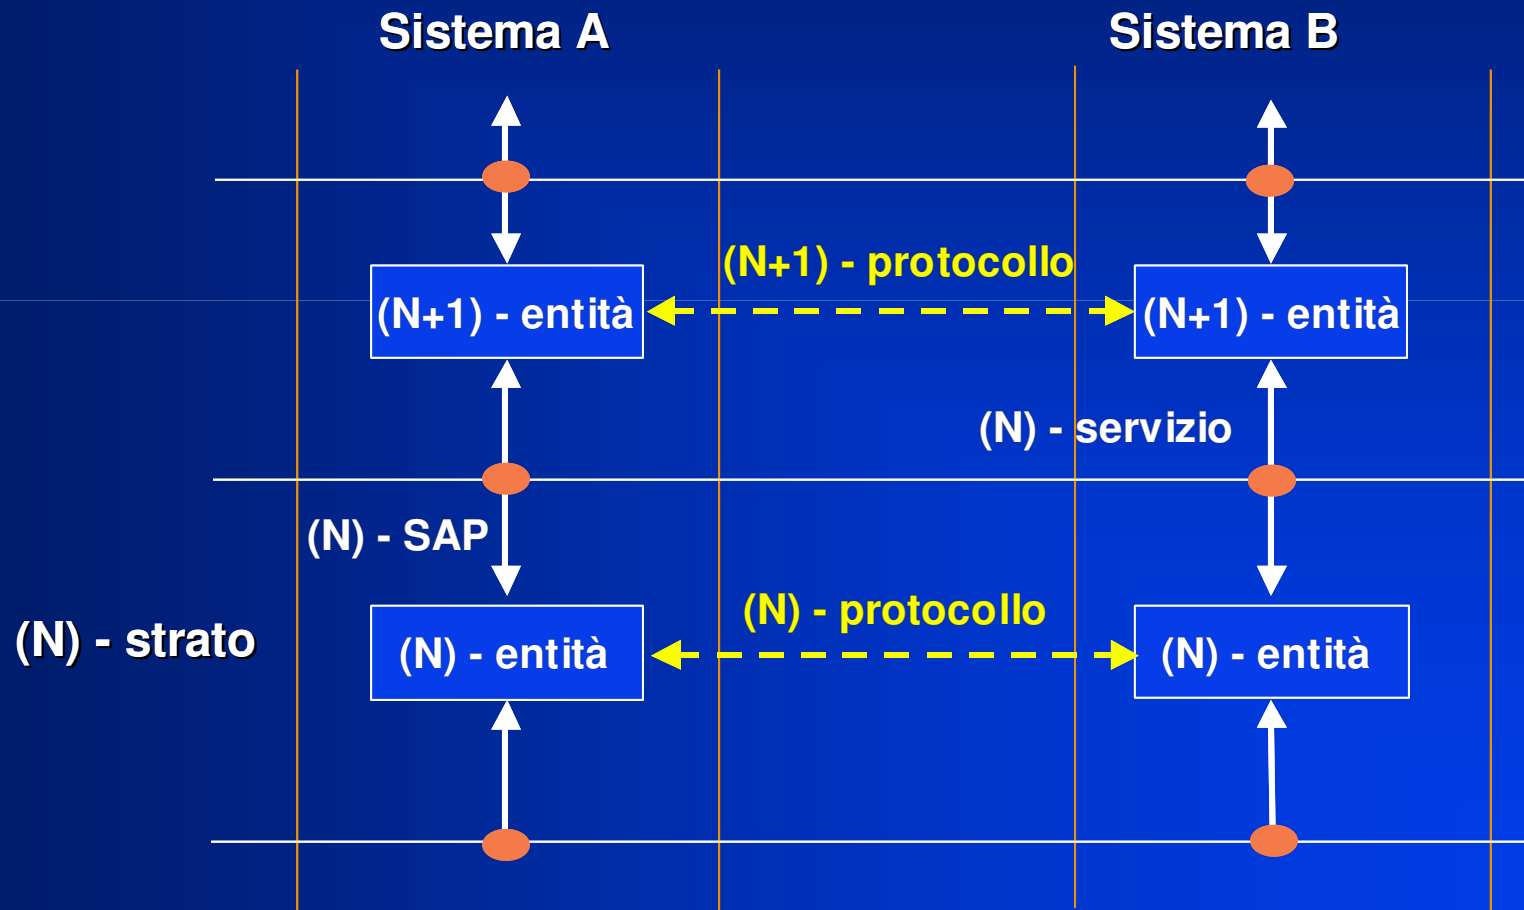 Sistema A
Sistema B
(N+1) - protocollo
(N+1) - entità
(N+1) - entità
(N) - servizio
(N) - SAP
(N) - protocollo
(N) - strato
(N) - entità
(N) - entità